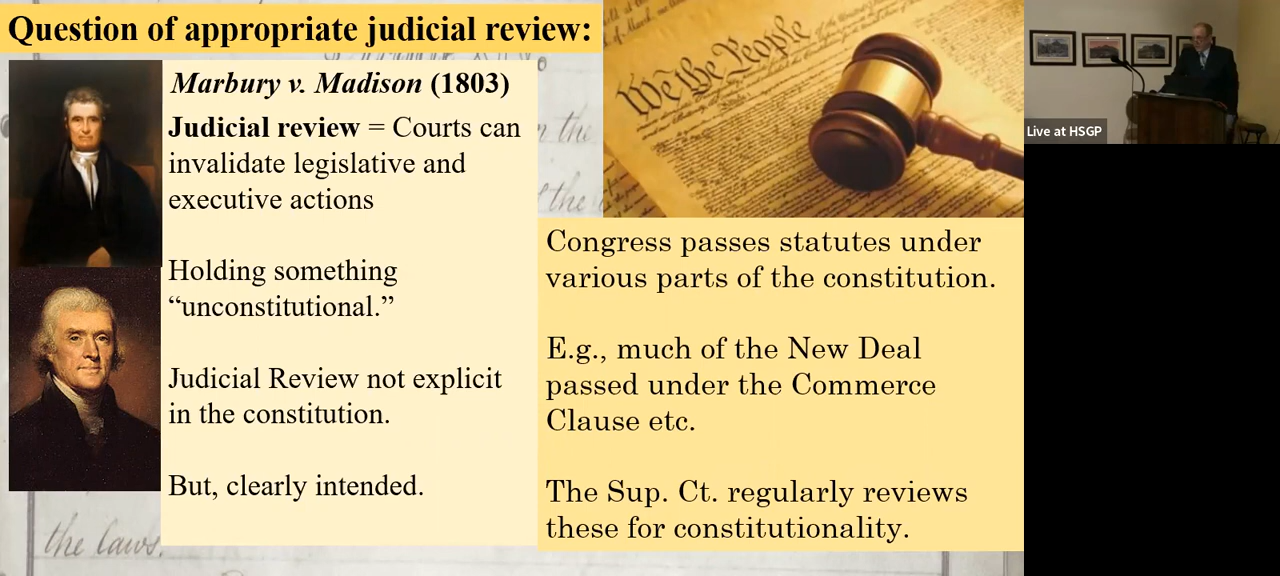 Question of appropriate judicial review:
Marbury v. Madison (1803)
Judicial review = Courts can
invalidate legislative and
executive actions
Holding something
“unconstitutional.”
Judicial Review not explicit
in the constitution.
But, clearly intended.
We the People
Congress passes statutes under
various parts of the constitution.
E.g., much of the New Deal
passed under the Commerce
Clause etc.
The Sup. Ct. regularly reviews
these for constitutionality.
Live at HSGP
the
the
the laws.